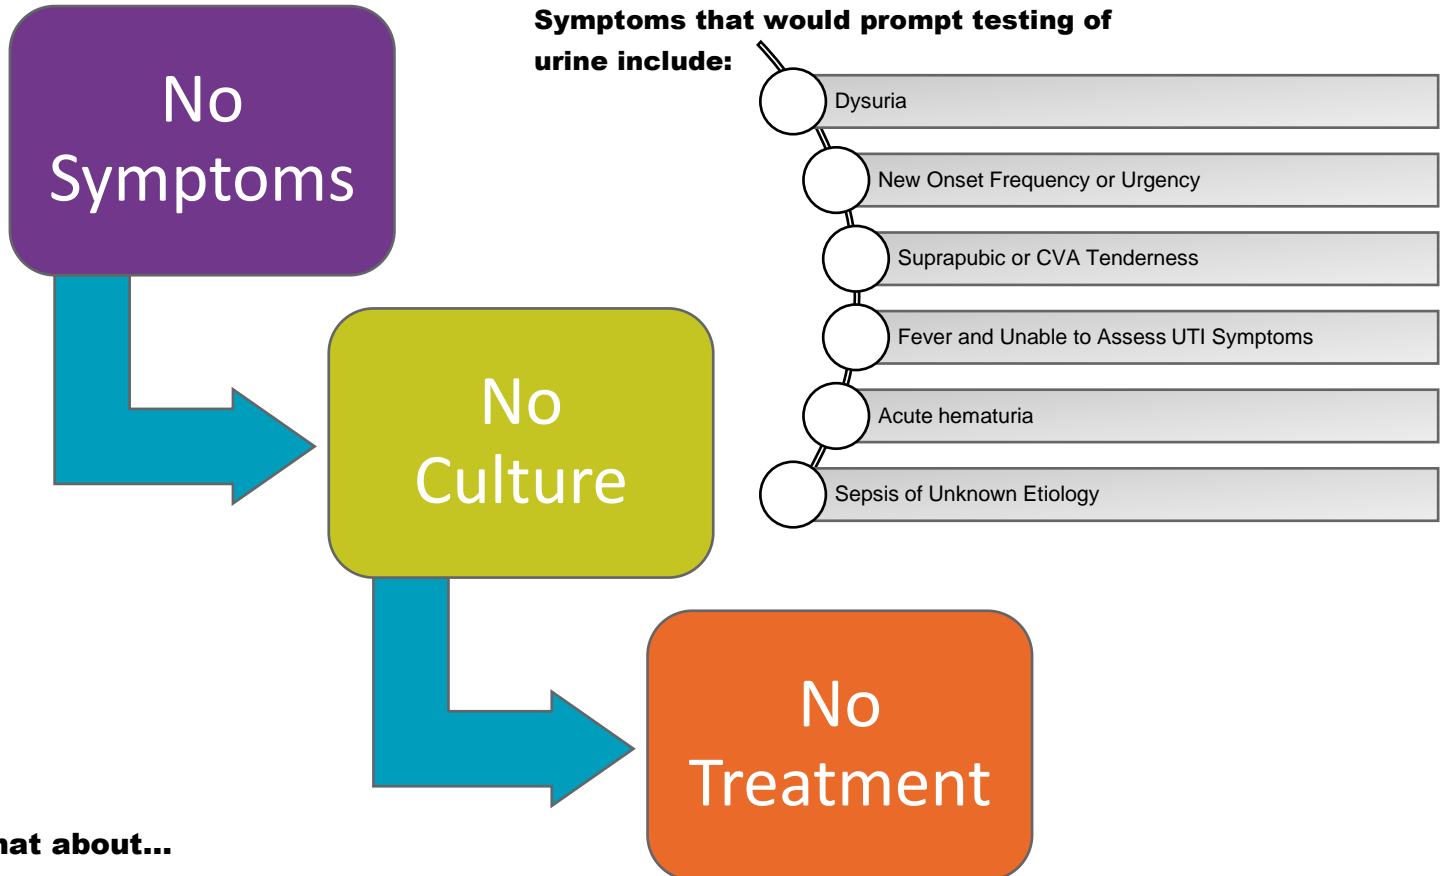 No
Symptoms
Symptoms that would prompt testing of
urine include:
Dysuria
New Onset Frequency or Urgency
Suprapubic or CVA Tenderness
Fever and Unable to Assess UTI Symptoms
Acute hematuria
Sepsis of Unknown Etiology
No
Culture
No
Treatment
hat about...